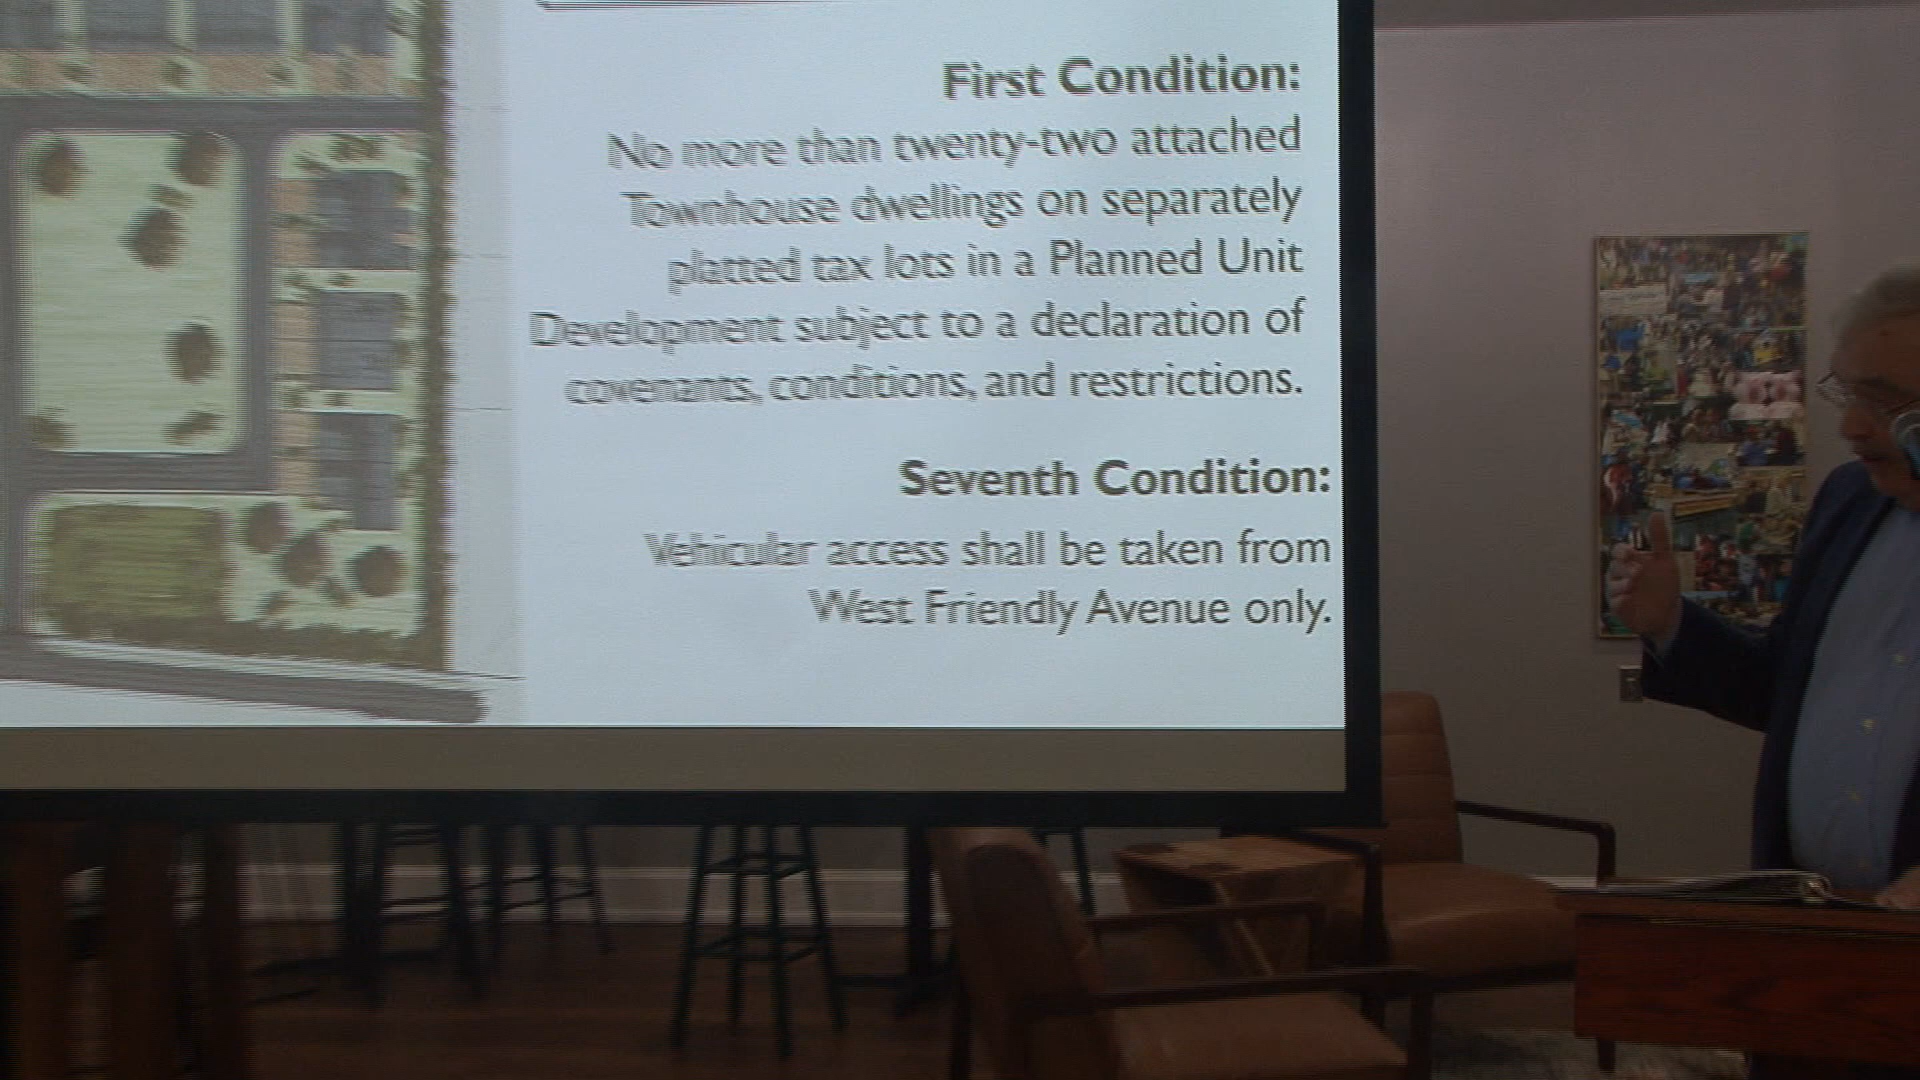 First Condition:
No more than twenty-two attached
Townhouse dwellings on separately
platted tax lots in a Planned Unit
Development subject to a declaration of
covenants, conditions, and restrictions.
Seventh Condition:
Vehicular access shall be taken from
West Friendly Avenue only.